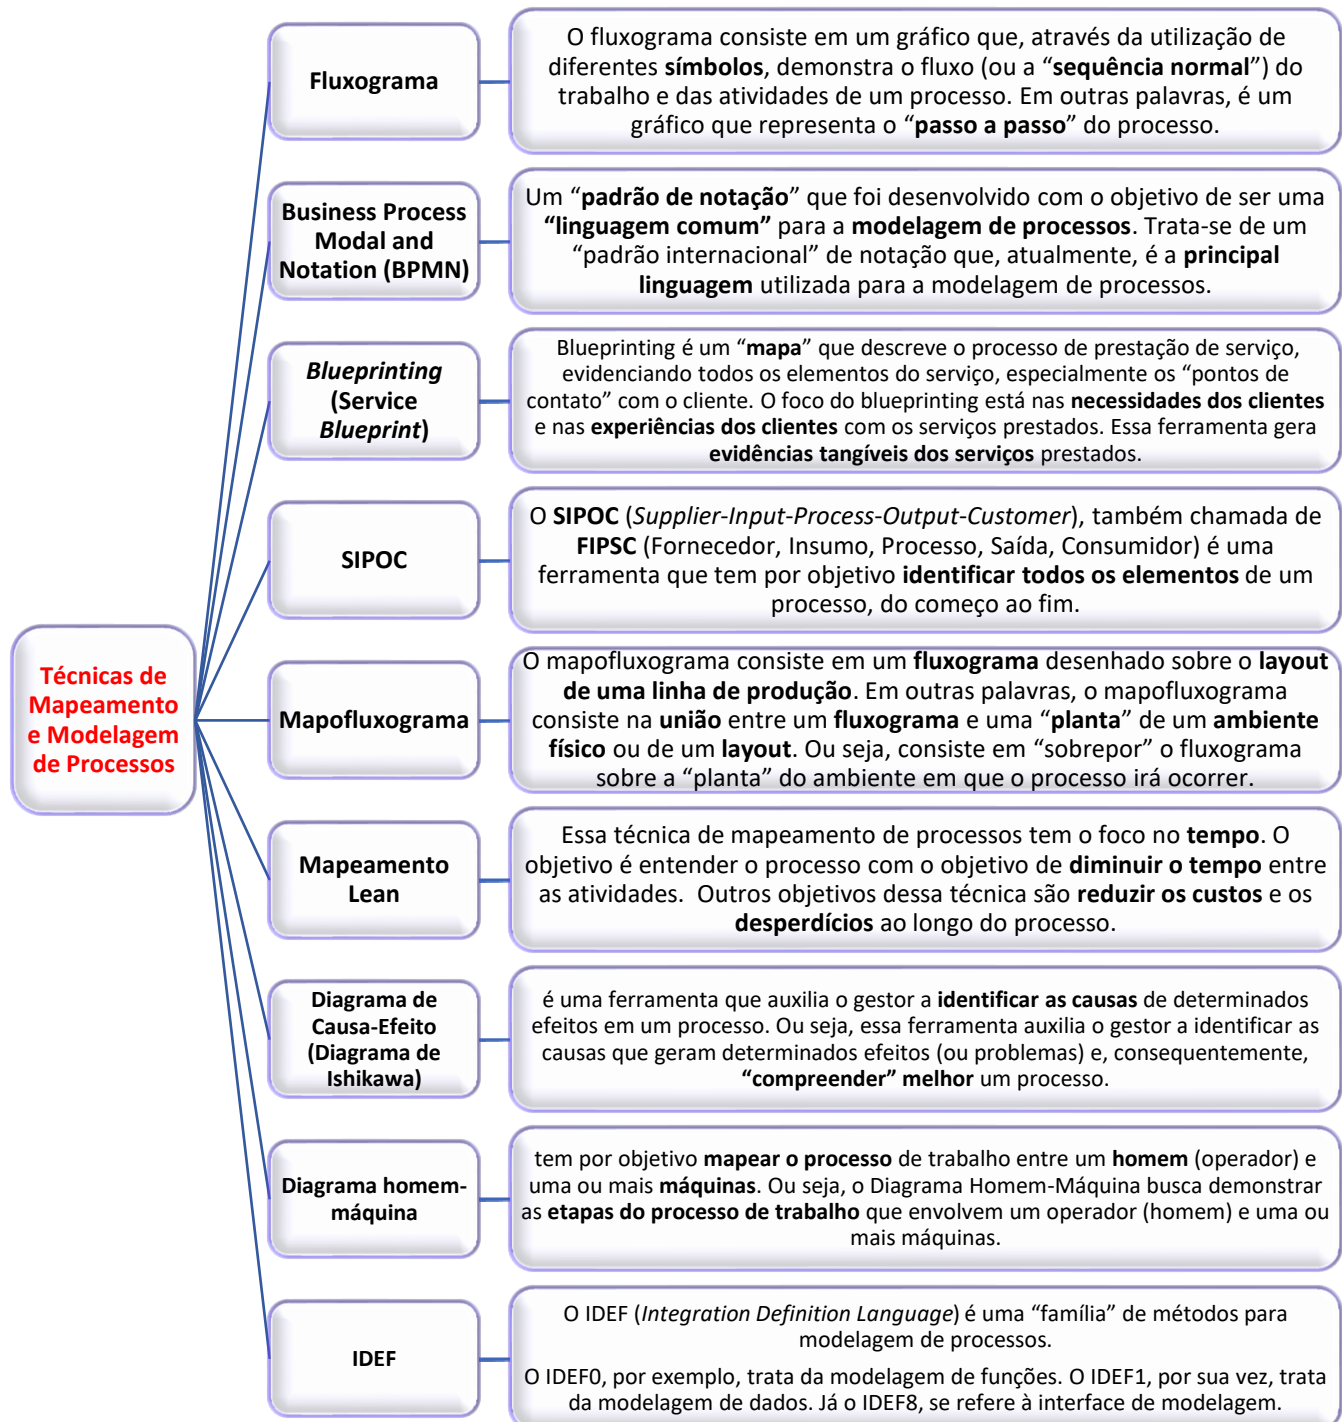 Técnicas de
Mapeamento
e Modelagem
de Processos
Fluxograma
O fluxograma consiste em um gráfico que, através da utilização de
diferentes símbolos, demonstra o fluxo (ou a “sequência normal”) do
trabalho e das atividades de um processo. Em outras palavras, é um
gráfico que representa o “passo a passo” do processo.
Business Process
Modal and
Notation (BPMN)
Um “padrão de notação” que foi desenvolvido com o objetivo de ser uma
“linguagem comum” para a modelagem de processos. Trata-se de um
“padrão internacional” de notação que, atualmente, é a principal
linguagem utilizada para a modelagem de processos.
Blueprinting
(Service
Blueprint)
Blueprinting é um “mapa” que descreve o processo de prestação de serviço,
evidenciando todos os elementos do serviço, especialmente os “pontos de
contato” com o cliente. O foco do blueprinting está nas necessidades dos clientes
e nas experiências dos clientes com os serviços prestados. Essa ferramenta gera
evidências tangíveis dos serviços prestados.
SIPOC
O SIPOC (Supplier-Input-Process-Output-Customer), também chamada de
FIPSC (Fornecedor, Insumo, Processo, Saída, Consumidor) é uma
ferramenta que tem por objetivo identificar todos os elementos de um
processo, do começo ao fim.
Mapofluxograma
O mapofluxograma consiste em um fluxograma desenhado sobre o layout
de uma linha de produção. Em outras palavras, o mapofluxograma
consiste na união entre um fluxograma e uma “planta” de um ambiente
físico ou de um layout. Ou seja, consiste em “sobrepor” o fluxograma
sobre a “planta” do ambiente em que o processo irá ocorrer.
Mapeamento
Lean
Essa técnica de mapeamento de processos tem o foco no tempo. O
objetivo é entender o processo com o objetivo de diminuir o tempo entre
as atividades. Outros objetivos dessa técnica são reduzir os custos e os
desperdícios ao longo do processo.
Diagrama de
Causa-Efeito
(Diagrama de
Ishikawa)
é uma ferramenta que auxilia o gestor a identificar as causas de determinados
efeitos em um processo. Ou seja, essa ferramenta auxilia o gestor a identificar as
causas que geram determinados efeitos (ou problemas) e, consequentemente,
“compreender” melhor um processo.
Diagrama homem-
máquina
tem por objetivo mapear o processo de trabalho entre um homem (operador) e
uma ou mais máquinas. Ou seja, o Diagrama Homem-Máquina busca demonstrar
as etapas do processo de trabalho que envolvem um operador (homem) e uma ou
mais máquinas.
IDEF
O IDEF (Integration Definition Language) é uma “família” de métodos para
modelagem de processos.
O IDEF0, por exemplo, trata da modelagem de funções. O IDEF1, por sua vez, trata
da modelagem de dados. Já o IDEF8, se refere à interface de modelagem.